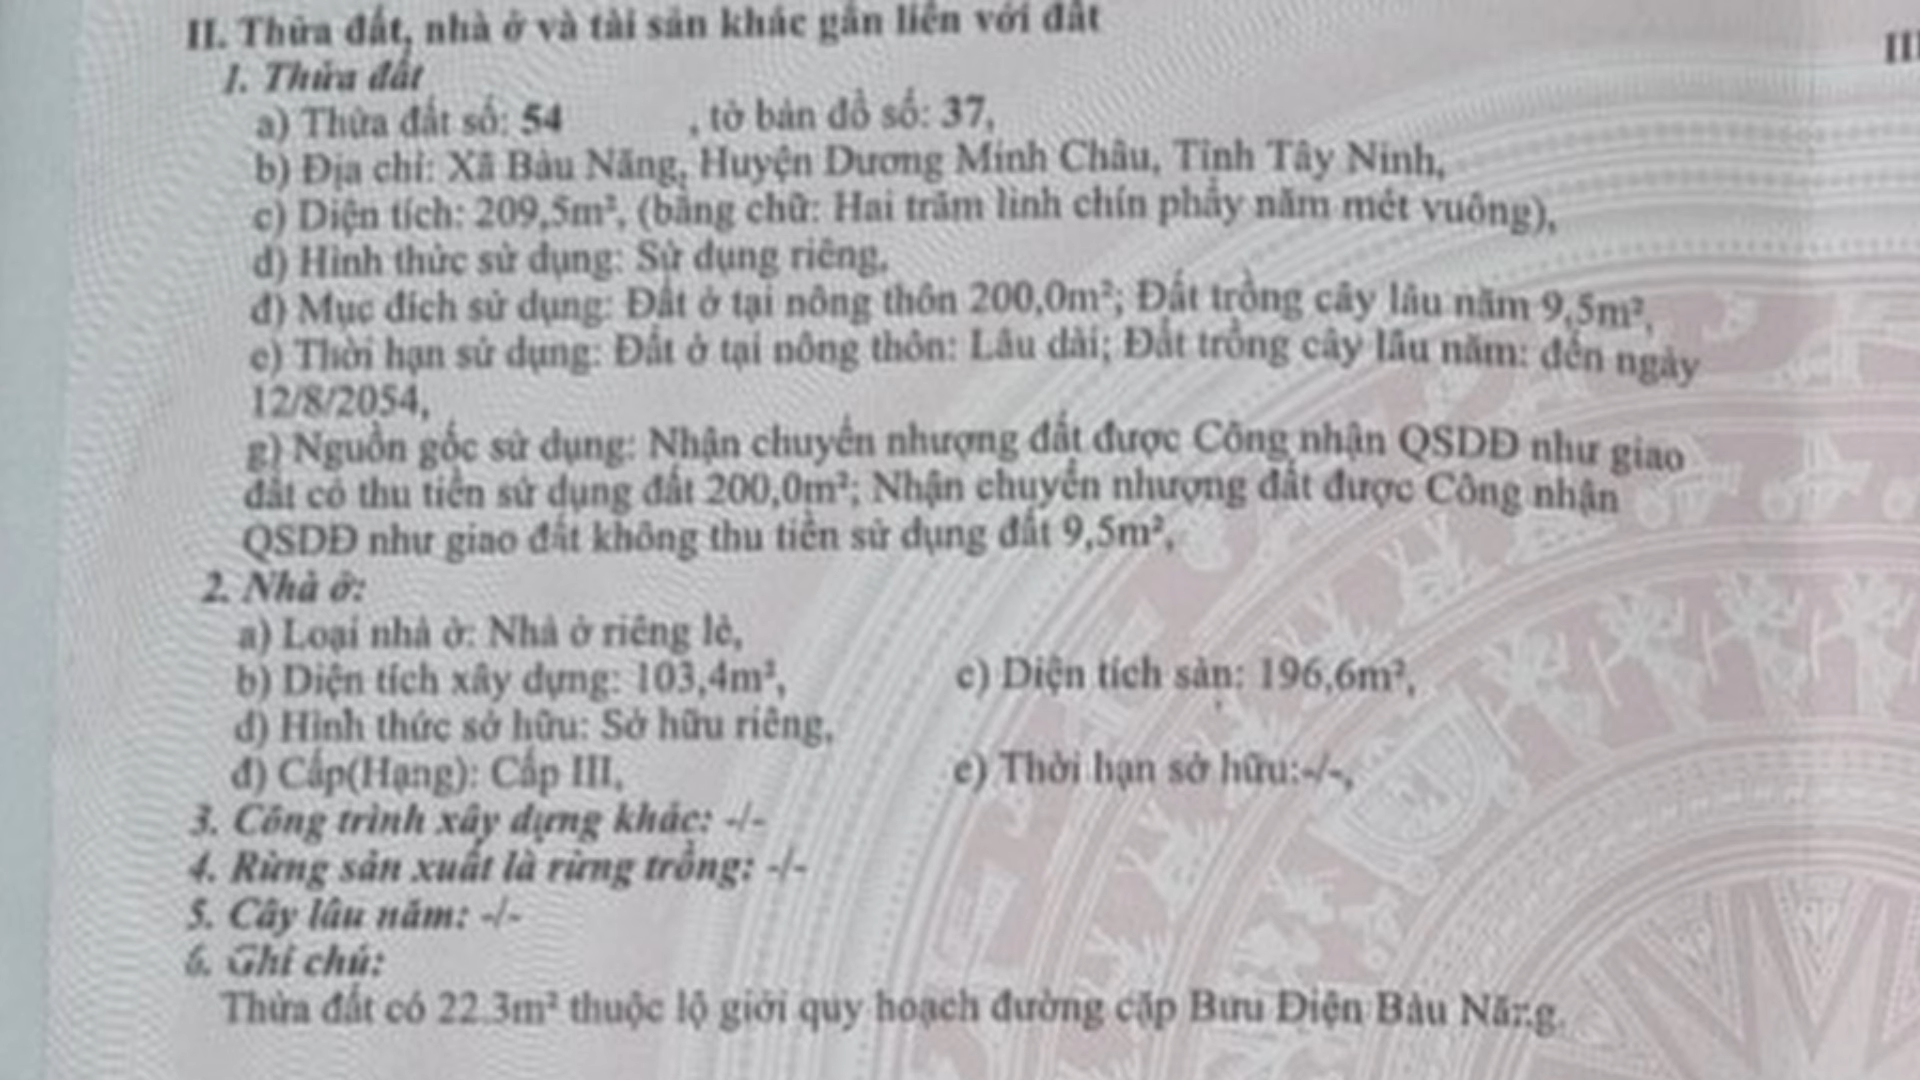 II. Thửa đất, nhà ở và tài sản khác gắn liền với đất
III
1. Thửa đất
a) Thửa đất số: 54 , tờ bản đồ số: 37,
b) Địa chỉ: Xã Bàu Năng, Huyện Dương Minh Châu, Tỉnh Tây Ninh,
c) Diện tích: 209,5m², (bằng chữ: Hai trăm linh chín phẩy năm mét vuông),
d) Hình thức sử dụng: Sử dụng riêng,
đ) Mục đích sử dụng: Đất ở tại nông thôn 200,0m²; Đất trồng cây lâu năm 9,5m²,
e) Thời hạn sử dụng: Đất ở tại nông thôn: Lâu dài; Đất trồng cây lâu năm: đến ngày
12/8/2054,
g) Nguồn gốc sử dụng: Nhận chuyển nhượng đất được Công nhận QSDĐ như giao
đất có thu tiền sử dụng đất 200,0m²; Nhận chuyển nhượng đất được Công nhận
QSDĐ như giao đất không thu tiền sử dụng đất 9,5m²,
2. Nhà ở:
a) Loại nhà ở: Nhà ở riêng lẻ,
b) Diện tích xây dựng: 103,4m², c) Diện tích sàn: 196,6m²,
d) Hình thức sở hữu: Sở hữu riêng,
đ) Cấp(Hạng): Cấp III, e) Thời hạn sở hữu:-/-,
3. Công trình xây dựng khác: -/-
4. Rừng sản xuất là rừng trồng: -/-
5. Cây lâu năm: -/-
6. Ghi chú:
Thửa đất có 22.3m² thuộc lộ giới quy hoạch đường cặp Bưu Điện Bàu Năng.